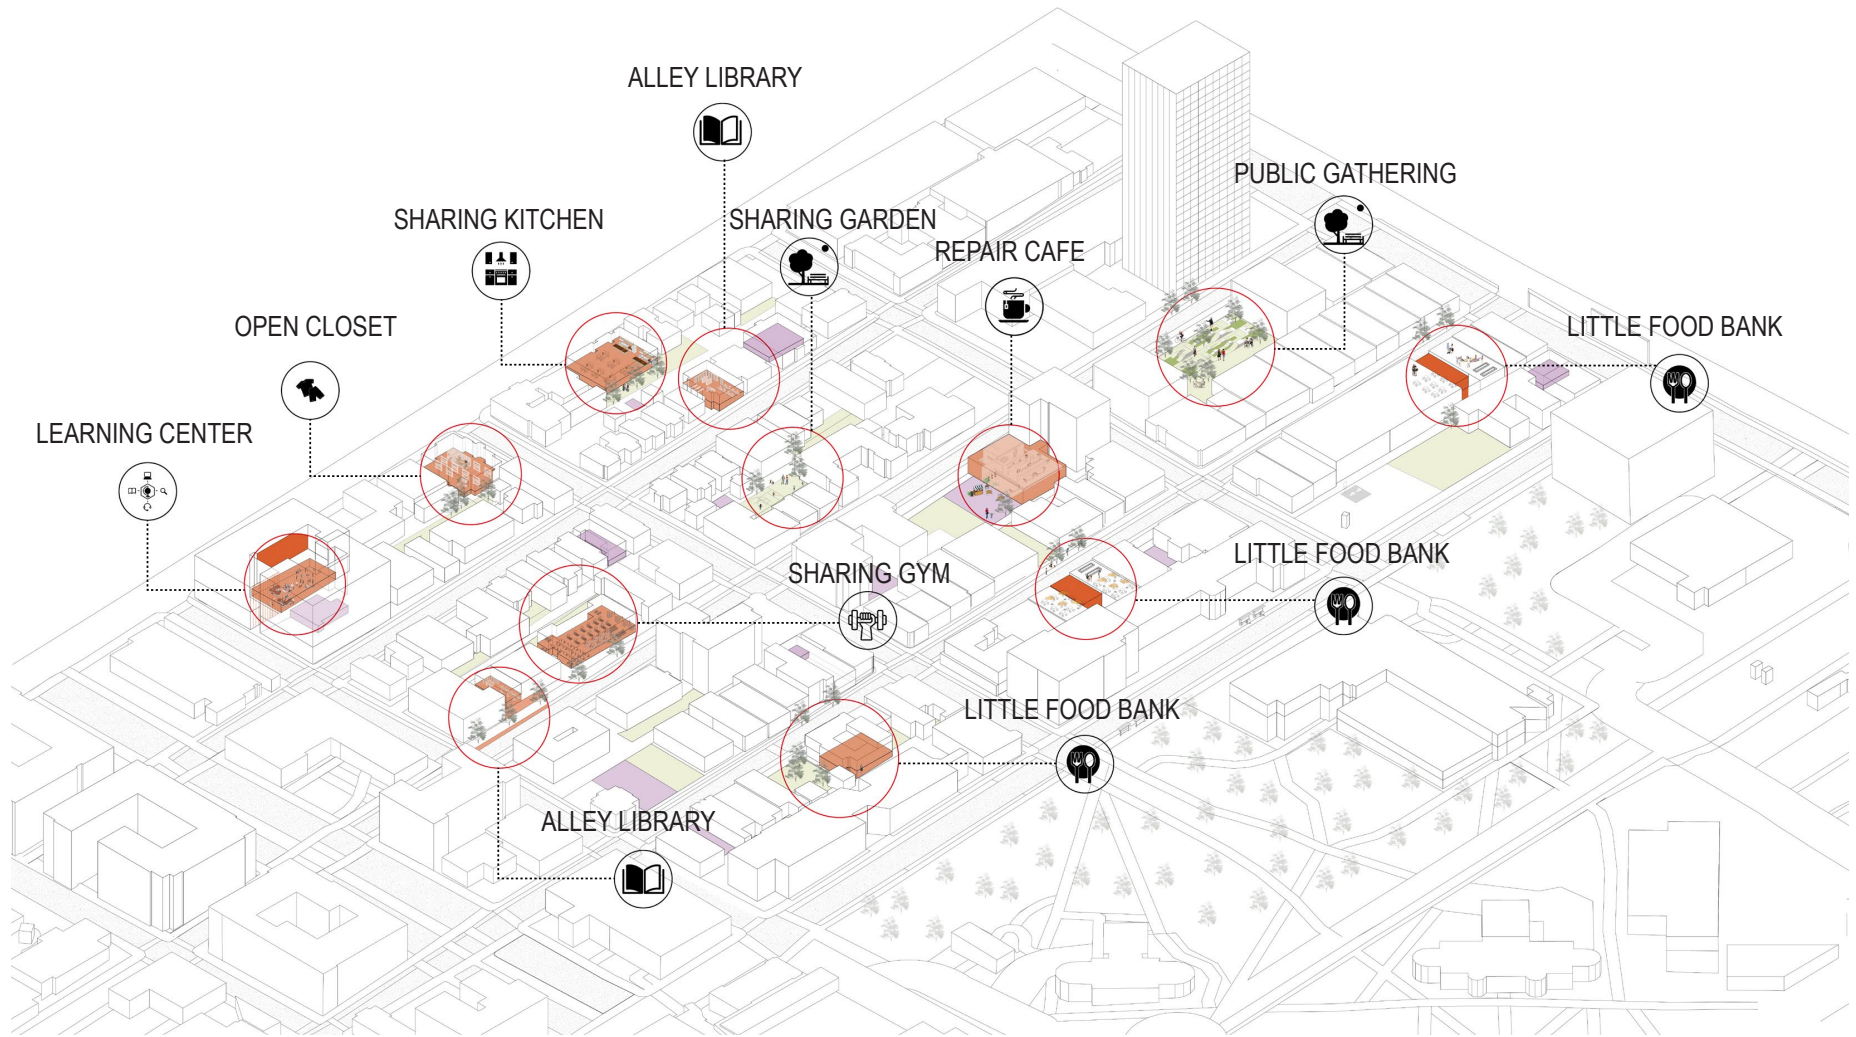 ALLEY LIBRARY
PUBLIC GATHERING
SHARING KITCHEN
SHARING GARDEN
REPAIR CAFE
OPEN CLOSET
LITTLE FOOD BANK
LEARNING CENTER
LITTLE FOOD BANK
SHARING GYM
LITTLE FOOD BANK
ALLEY LIBRARY